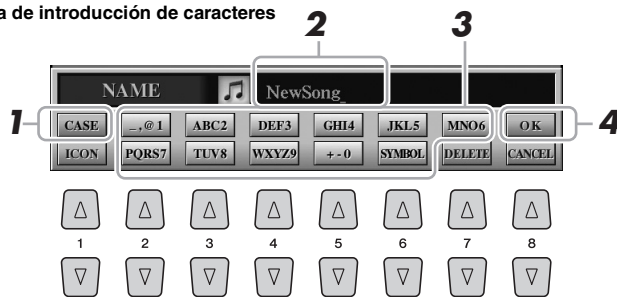 a de introducción de caracteres
2 3
NAME NewSong_
1 CASE _,@1 ABC2 DEF3 GHI4 JKL5 MNO6 OK 4
ICON PQRS7 TUV8 WXYZ9 +-0 SYMBOL DELETE CANCEL
1 2 3 4 5 6 7 8